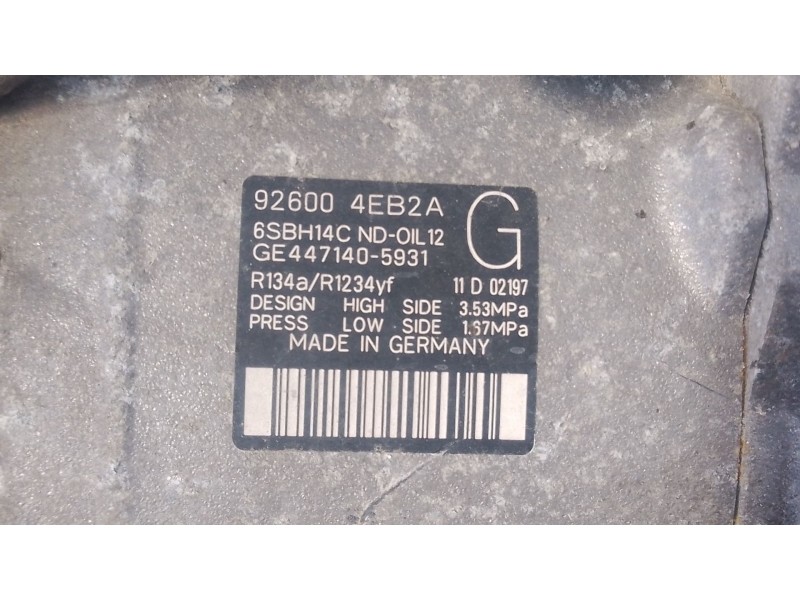 92600 4EB2A G
6SBH14C ND-OIL12
GE447140-5931
R134a/R1234yf 11 D 02197
DESIGN HIGH SIDE 3.53MPa
PRESS LOW SIDE 1.67MPa
MADE IN GERMANY